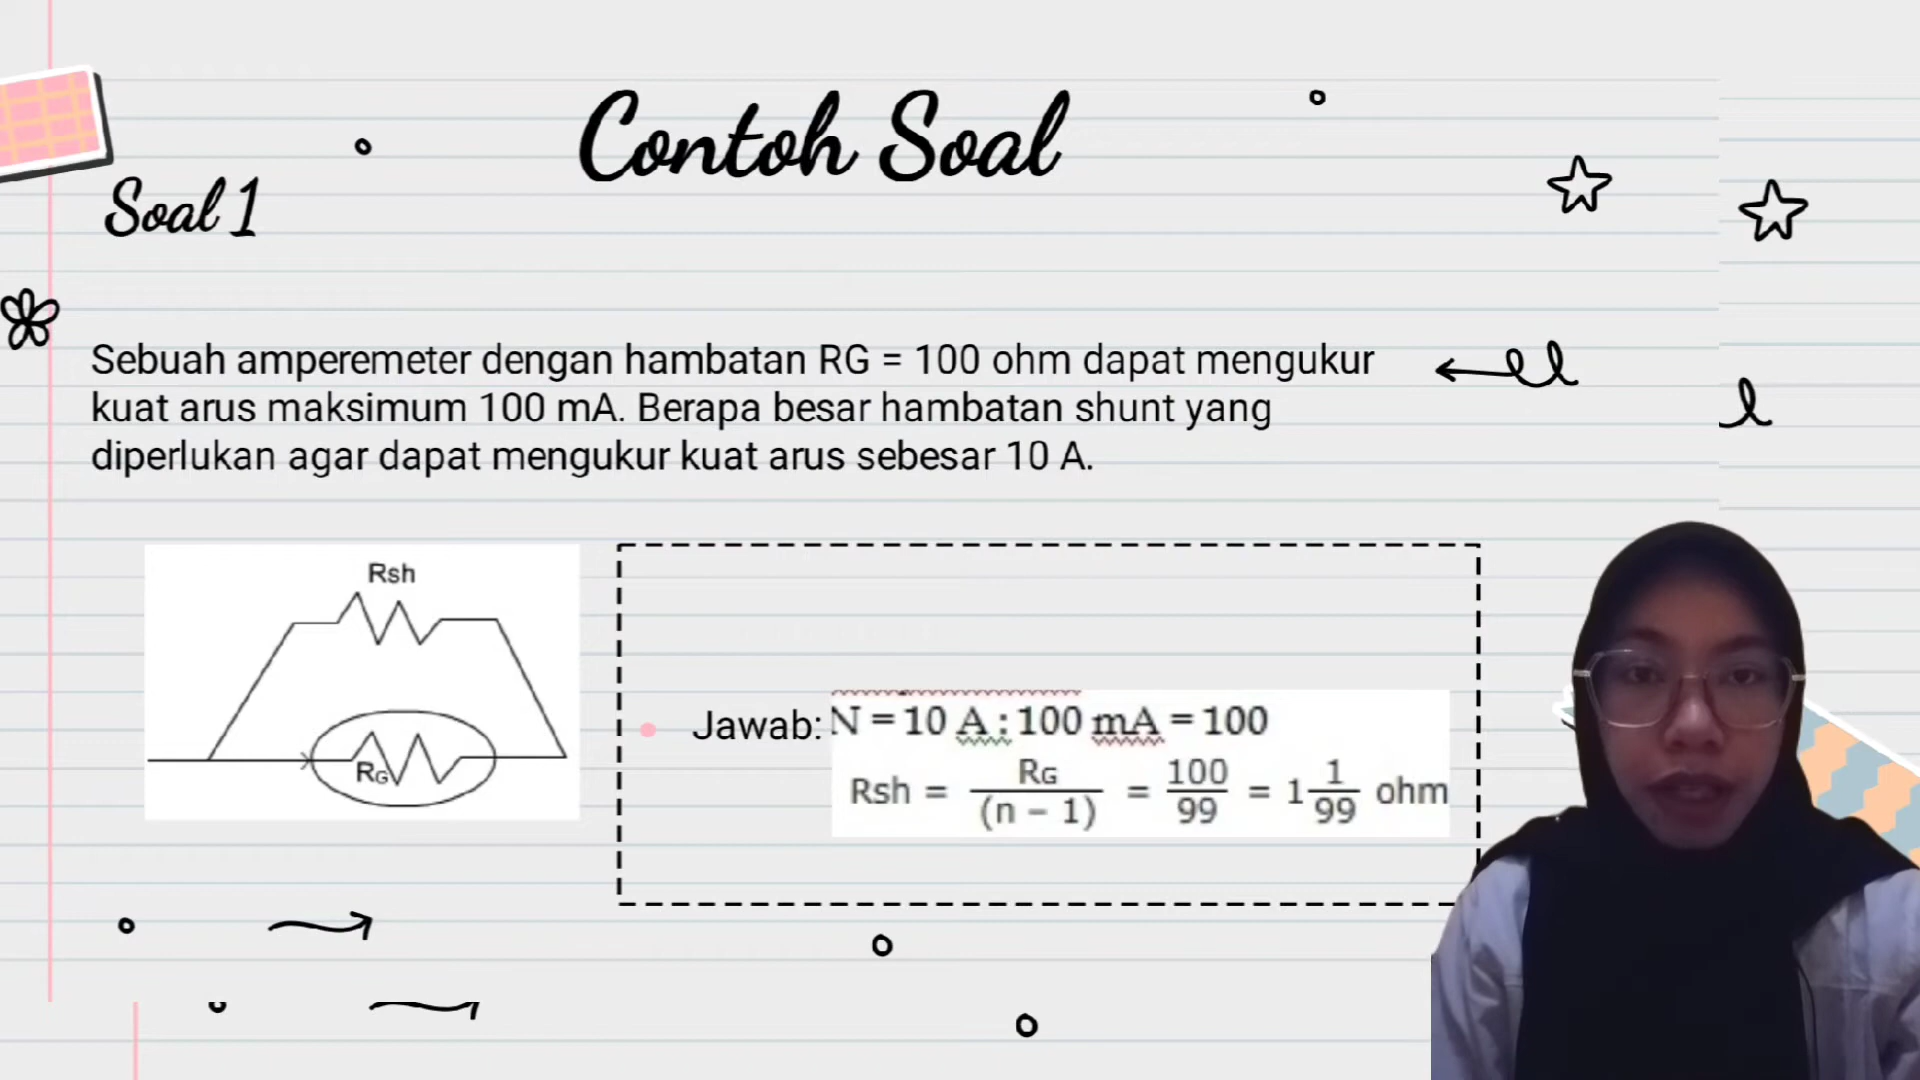 Contoh Soal
Soal 1
Sebuah amperemeter dengan hambatan RG = 100 ohm dapat mengukur
kuat arus maksimum 100 mA. Berapa besar hambatan shunt yang
diperlukan agar dapat mengukur kuat arus sebesar 10 A.
Rsh
RG
Jawab: N = 10 A : 100 mA = 100
Rsh = RG/(n − 1) = 100/99 = 1 1/99 ohm